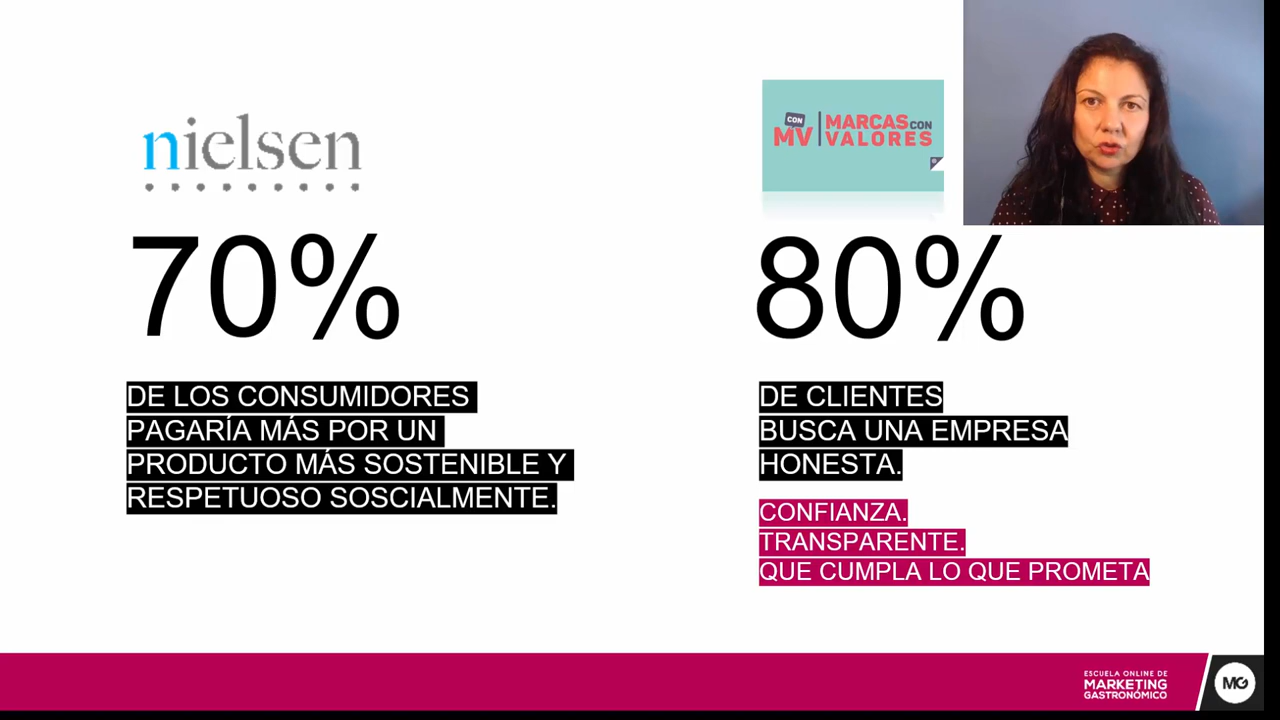 nielsen
70%
DE LOS CONSUMIDORES
PAGARÍA MÁS POR UN
PRODUCTO MÁS SOSTENIBLE Y
RESPETUOSO SOSCIALMENTE.
CON
MV
MARCAS CON
VALORES
80%
DE CLIENTES
BUSCA UNA EMPRESA
HONESTA.
CONFIANZA.
TRANSPARENTE.
QUE CUMPLA LO QUE PROMETA
ESCUELA ONLINE DE
MARKETING
GASTRONÓMICO
MG